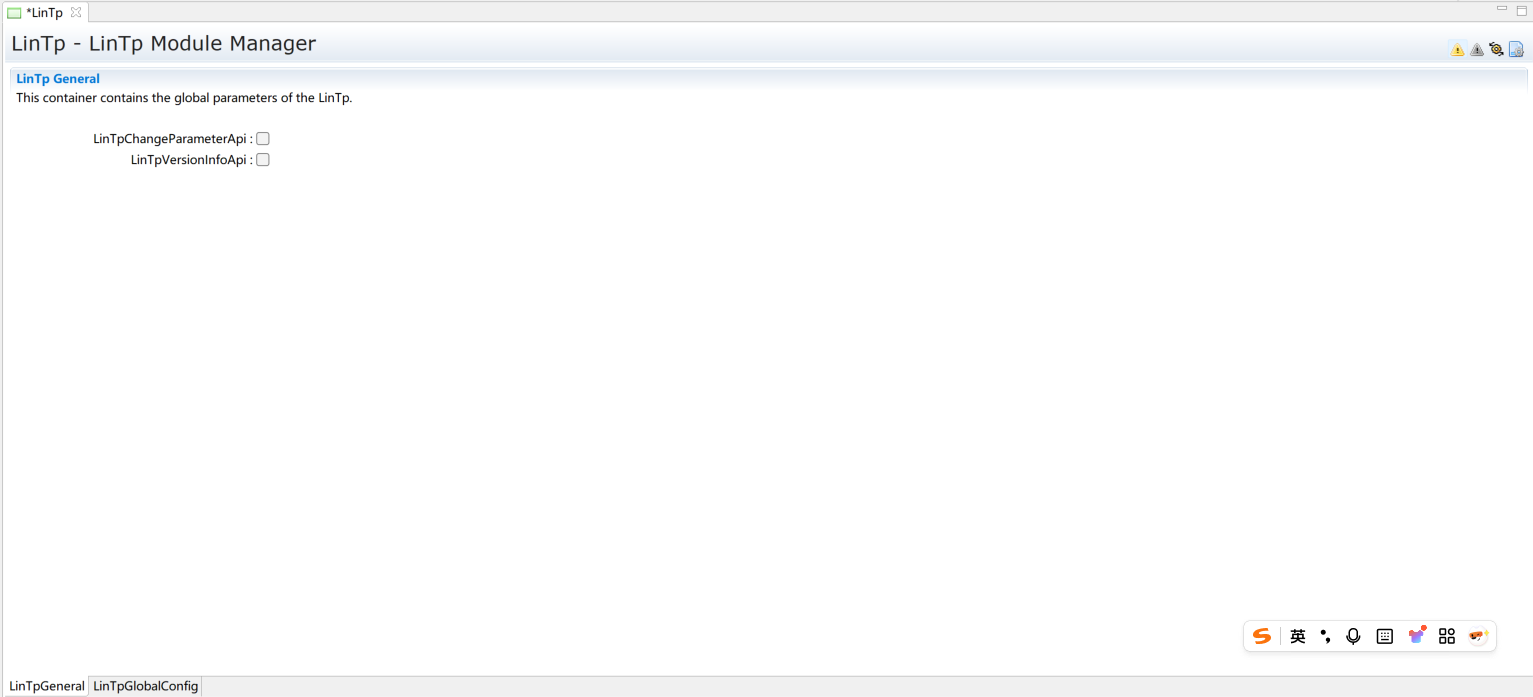 *LinTp
LinTp - LinTp Module Manager
LinTp General
This container contains the global parameters of the LinTp.
LinTpChangeParameterApi :
LinTpVersionInfoApi :
S 英
LinTpGeneral LinTpGlobalConfig